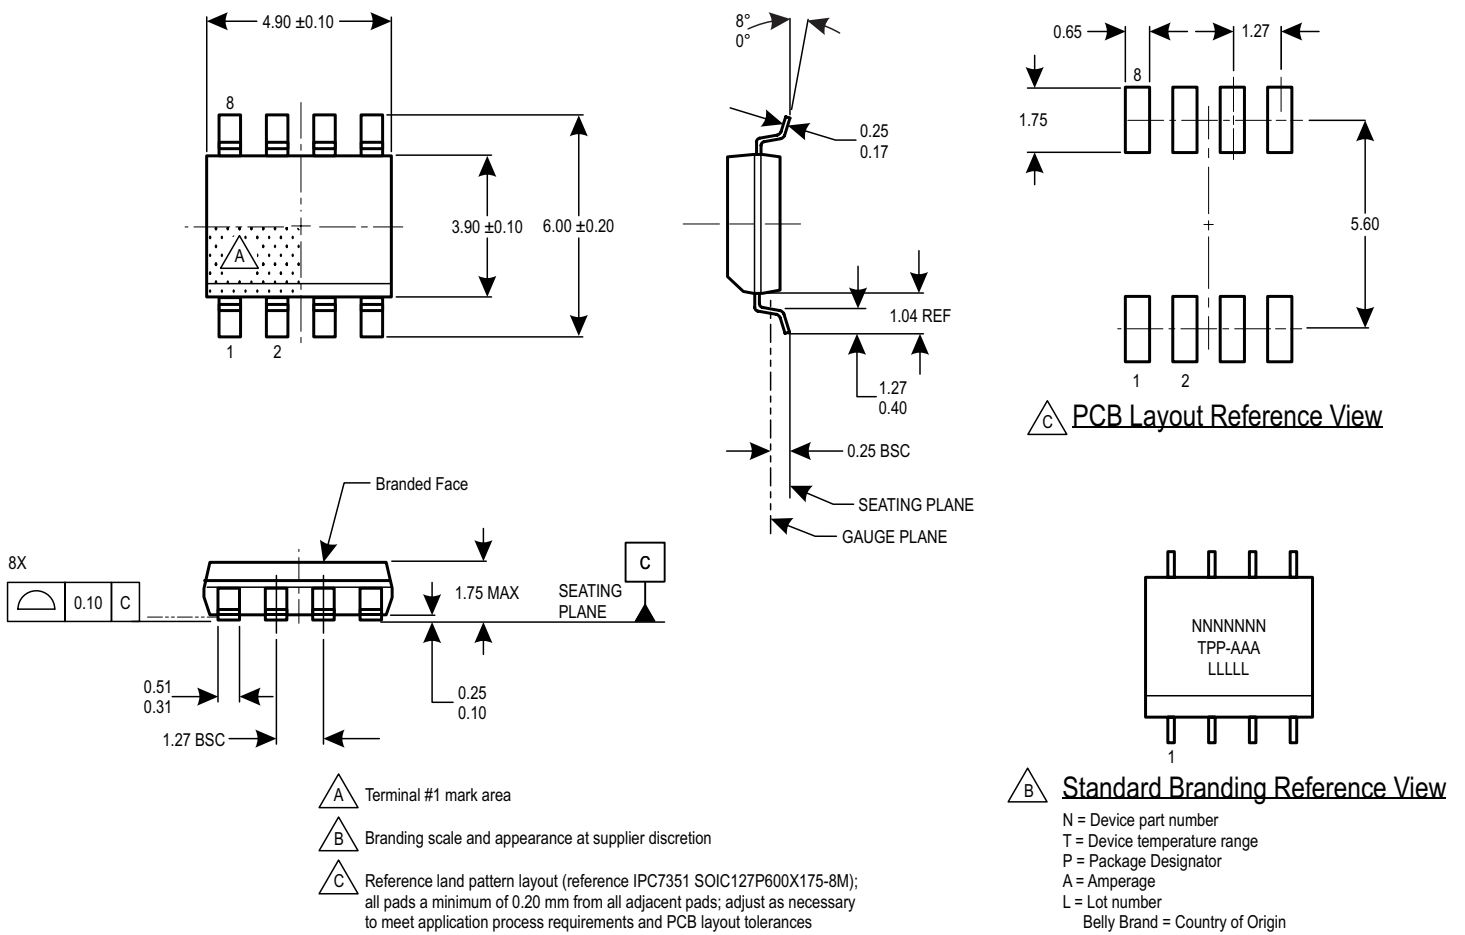 4.90 ±0.10
8
A
3.90 ±0.10
6.00 ±0.20
1
2
8°
0°
0.25
0.17
1.04 REF
1.27
0.40
0.25 BSC
SEATING PLANE
GAUGE PLANE
0.65
1.27
8
1.75
5.60
1
2
C
PCB Layout Reference View
Branded Face
8X
0.10
C
1.75 MAX
SEATING
PLANE
C
0.51
0.31
0.25
0.10
1.27 BSC
NNNNNNN
TPP-AAA
LLLLL
1
B
Standard Branding Reference View
N = Device part number
T = Device temperature range
P = Package Designator
A = Amperage
L = Lot number
Belly Brand = Country of Origin
A Terminal #1 mark area
B Branding scale and appearance at supplier discretion
C Reference land pattern layout (reference IPC7351 SOIC127P600X175-8M);
all pads a minimum of 0.20 mm from all adjacent pads; adjust as necessary
to meet application process requirements and PCB layout tolerances